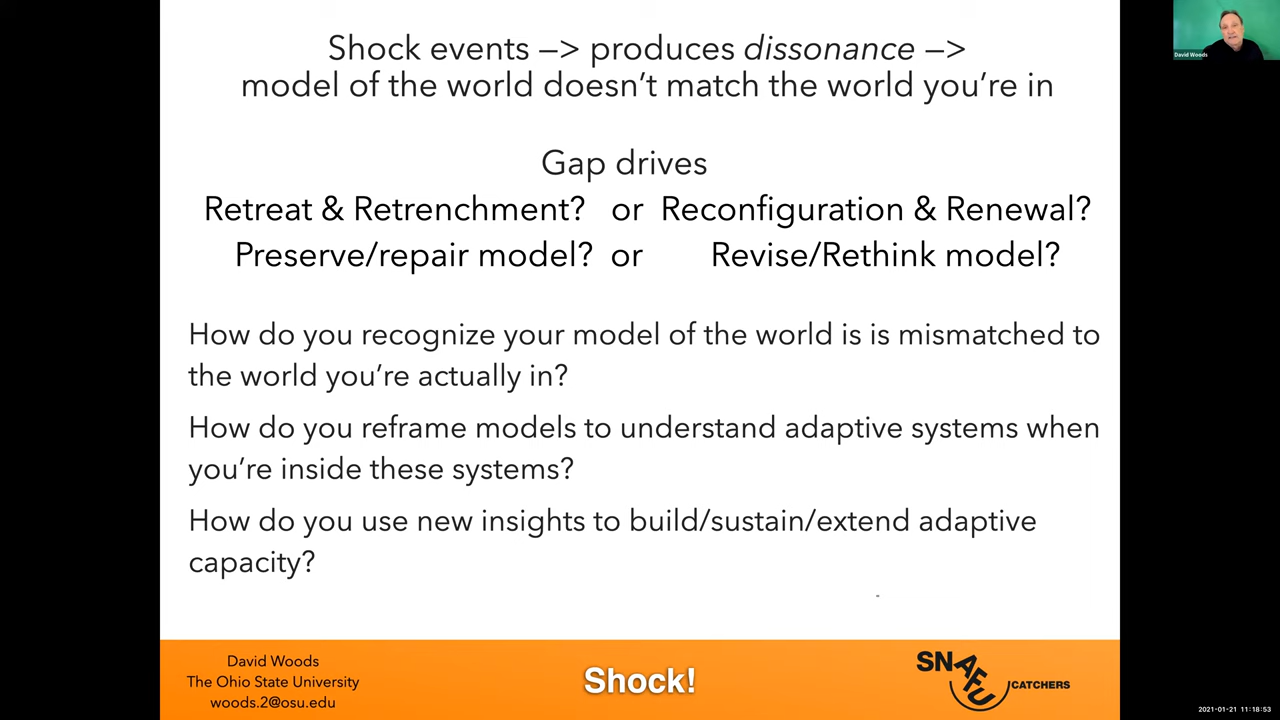 Shock events —> produces dissonance —>
model of the world doesn't match the world you're in
Gap drives
Retreat & Retrenchment? or Reconfiguration & Renewal?
Preserve/repair model? or Revise/Rethink model?
How do you recognize your model of the world is is mismatched to
the world you're actually in?
How do you reframe models to understand adaptive systems when
you're inside these systems?
How do you use new insights to build/sustain/extend adaptive
capacity?
David Woods
The Ohio State University
woods.2@osu.edu
Shock!
SNAFU CATCHERS
David Woods
2021-01-21 11:18:53